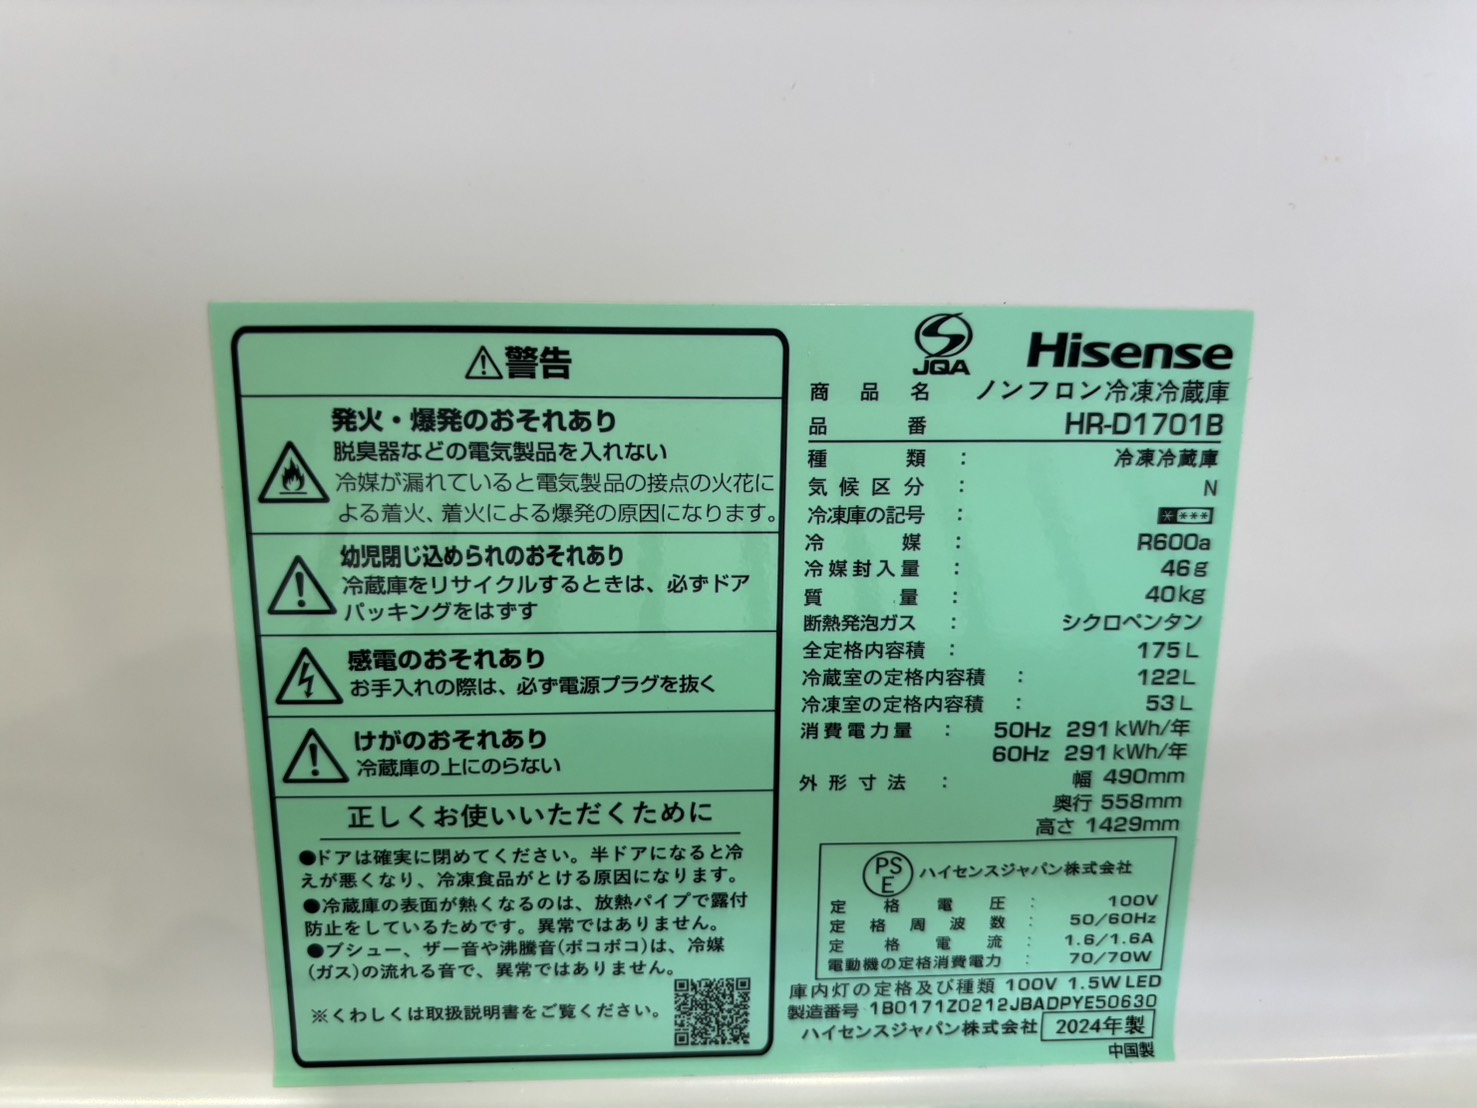 警告
発火・爆発のおそれあり
脱臭器などの電気製品を入れない
冷媒が漏れていると電気製品の接点の火花に
よる着火、着火による爆発の原因になります。
幼児閉じ込められのおそれあり
冷蔵庫をリサイクルするときは、必ずドア
パッキングをはずす
感電のおそれあり
お手入れの際は、必ず電源プラグを抜く
けがのおそれあり
冷蔵庫の上にのらない
正しくお使いいただくために
●ドアは確実に閉めてください。半ドアになると冷
えが悪くなり、冷凍食品がとける原因になります。
●冷蔵庫の表面が熱くなるのは、放熱パイプで露付
防止をしているためです。異常ではありません。
●ブシュー、ザー音や沸騰音(ボコボコ)は、冷媒
(ガス)の流れる音で、異常ではありません。
※くわしくは取扱説明書をご覧ください。
JQA
Hisense
商品名 ノンフロン冷凍冷蔵庫
品番 HR-D1701B
種類 : 冷凍冷蔵庫
気候区分 : N
冷凍庫の記号 : ****
冷媒 : R600a
冷媒封入量 : 46g
質量 : 40kg
断熱発泡ガス : シクロペンタン
全定格内容積 : 175L
冷蔵室の定格内容積 : 122L
冷凍室の定格内容積 : 53L
消費電力量 : 50Hz 291kWh/年
60Hz 291kWh/年
外形寸法 : 幅 490mm
奥行 558mm
高さ 1429mm
PSE ハイセンスジャパン株式会社
定格電圧 : 100V
定格周波数 : 50/60Hz
定格電流 : 1.6/1.6A
電動機の定格消費電力 : 70/70W
庫内灯の定格及び種類 100V 1.5W LED
製造番号 1B0171Z0212JBADPYE50630
ハイセンスジャパン株式会社 2024年製
中国製